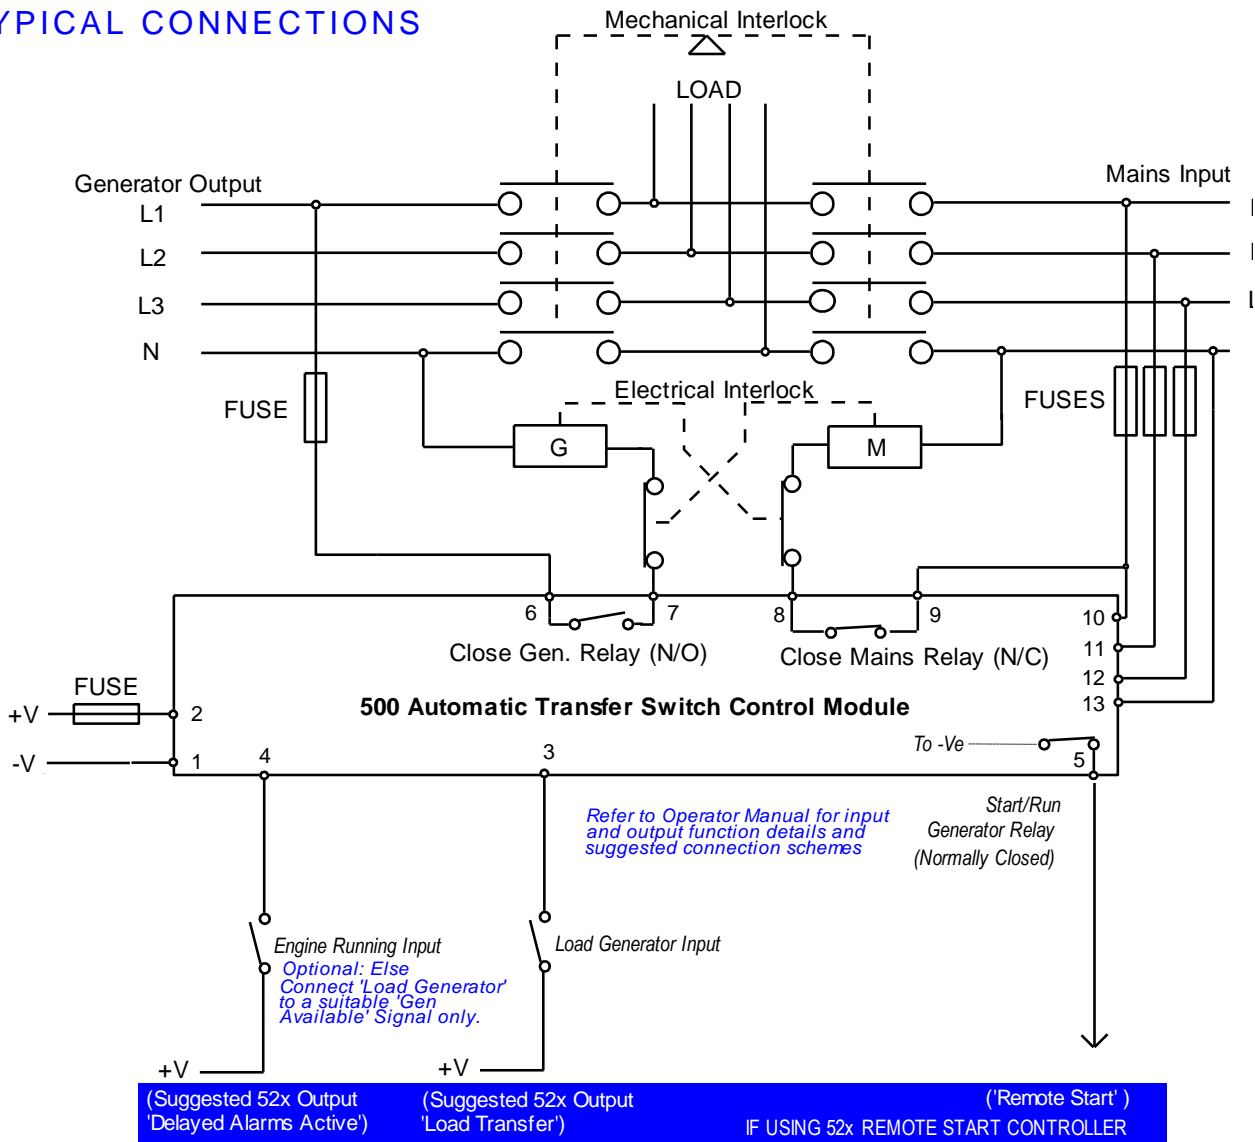 YPICAL CONNECTIONS
Mechanical Interlock
LOAD
Generator Output
Mains Input
L1
L2
L3
L
N
Electrical Interlock
FUSE
FUSES
G
M
6
7
8
9
10
11
12
13
Close Gen. Relay (N/O)
Close Mains Relay (N/C)
FUSE
+V
2
500 Automatic Transfer Switch Control Module
-V
1
4
3
To -Ve
5
Refer to Operator Manual for input
and output function details and
suggested connection schemes
Start/Run
Generator Relay
(Normally Closed)
Engine Running Input
Optional: Else
Connect 'Load Generator'
to a suitable 'Gen
Available' Signal only.
Load Generator Input
+V
+V
(Suggested 52x Output
'Delayed Alarms Active')
(Suggested 52x Output
'Load Transfer')
('Remote Start' )
IF USING 52x REMOTE START CONTROLLER